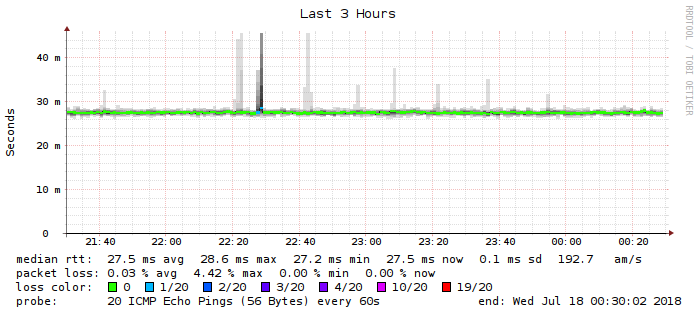 Last 3 Hours
RRDTOOL / TOBI OETIKER
Seconds
40 m
30 m
20 m
10 m
0
21:40 22:00 22:20 22:40 23:00 23:20 23:40 00:00 00:20
median rtt: 27.5 ms avg 28.6 ms max 27.2 ms min 27.5 ms now 0.1 ms sd 192.7 am/s
packet loss: 0.03 % avg 4.42 % max 0.00 % min 0.00 % now
loss color: 0 1/20 2/20 3/20 4/20 10/20 19/20
probe: 20 ICMP Echo Pings (56 Bytes) every 60s end: Wed Jul 18 00:30:02 2018